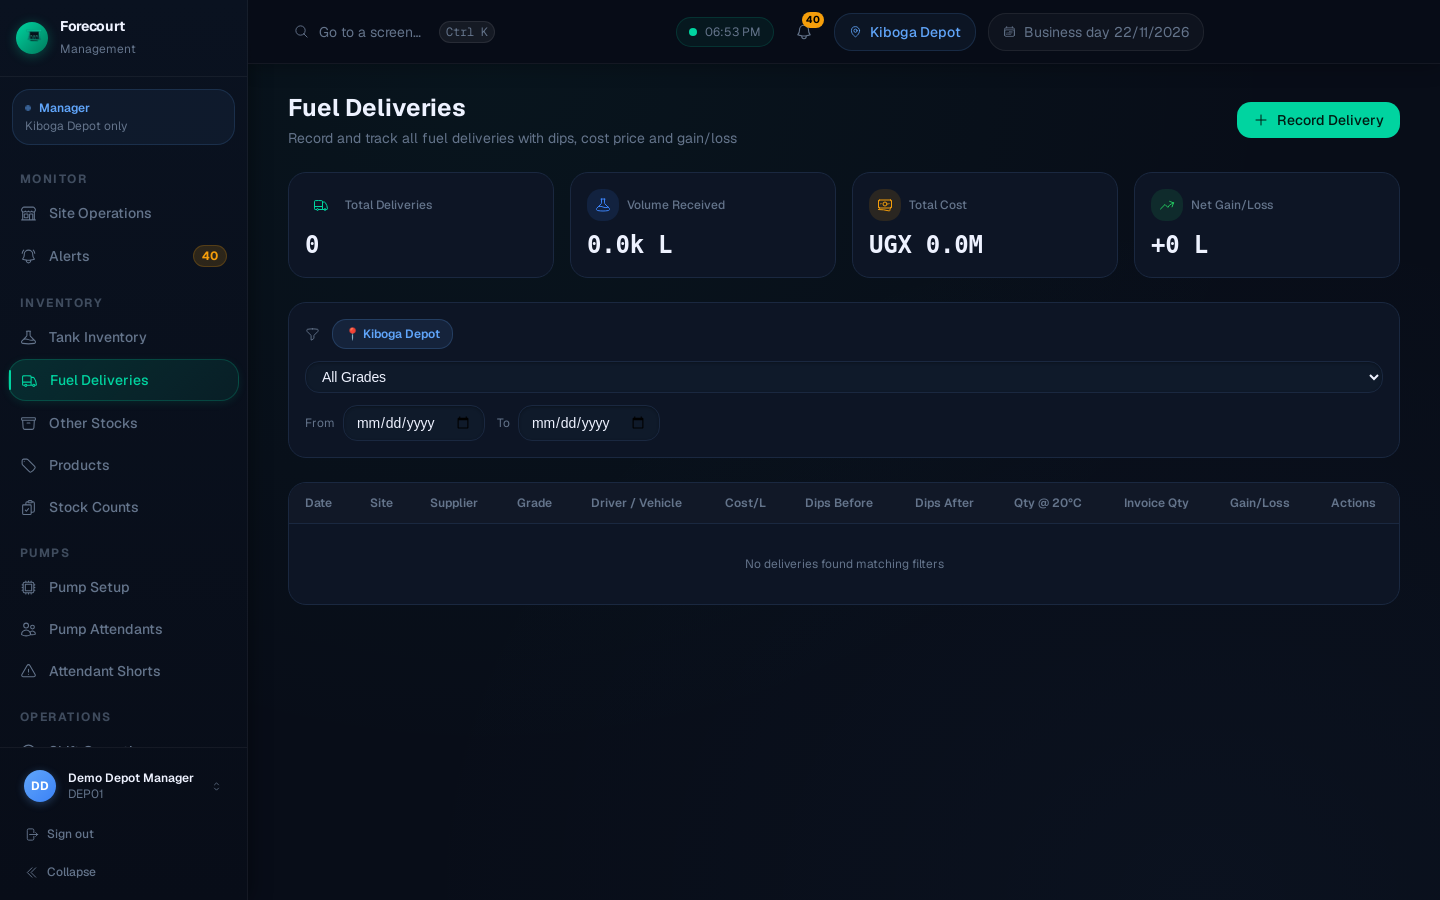 Forecourt
Management
Go to a screen...
Ctrl K
06:53 PM
40
Kiboga Depot
Business day 22/11/2026
Manager
Kiboga Depot only
MONITOR
Site Operations
Alerts
40
INVENTORY
Tank Inventory
Fuel Deliveries
Other Stocks
Products
Stock Counts
PUMPS
Pump Setup
Pump Attendants
Attendant Shorts
OPERATIONS
DD
Demo Depot Manager
DEP01
Sign out
Collapse
Fuel Deliveries
Record and track all fuel deliveries with dips, cost price and gain/loss
Record Delivery
Total Deliveries
0
Volume Received
0.0k L
Total Cost
UGX 0.0M
Net Gain/Loss
+0 L
Kiboga Depot
All Grades
From mm/dd/yyyy To mm/dd/yyyy
Date Site Supplier Grade Driver / Vehicle Cost/L Dips Before Dips After Qty @ 20°C Invoice Qty Gain/Loss Actions
No deliveries found matching filters